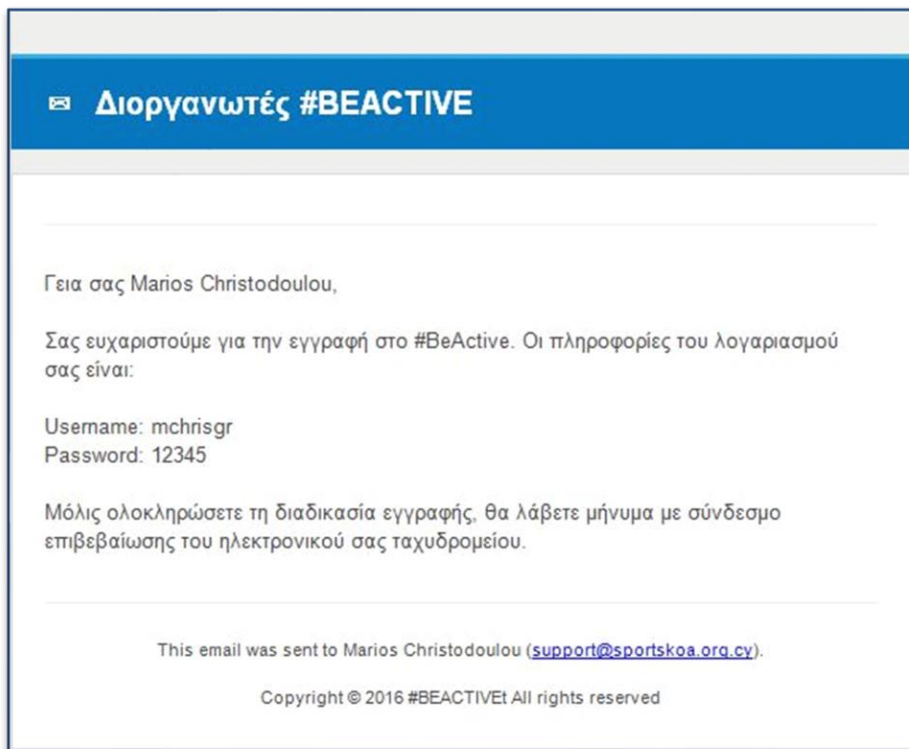 Διοργανωτές #BEACTIVE
Γεια σας Marios Christodoulou,
Σας ευχαριστούμε για την εγγραφή στο #BeActive. Οι πληροφορίες του λογαριασμού
σας είναι:
Username: mchrisgr
Password: 12345
Μόλις ολοκληρώσετε τη διαδικασία εγγραφής, θα λάβετε μήνυμα με σύνδεσμο
επιβεβαίωσης του ηλεκτρονικού σας ταχυδρομείου.
This email was sent to Marios Christodoulou (support@sportskoa.org.cy).
Copyright © 2016 #BEACTIVEt All rights reserved